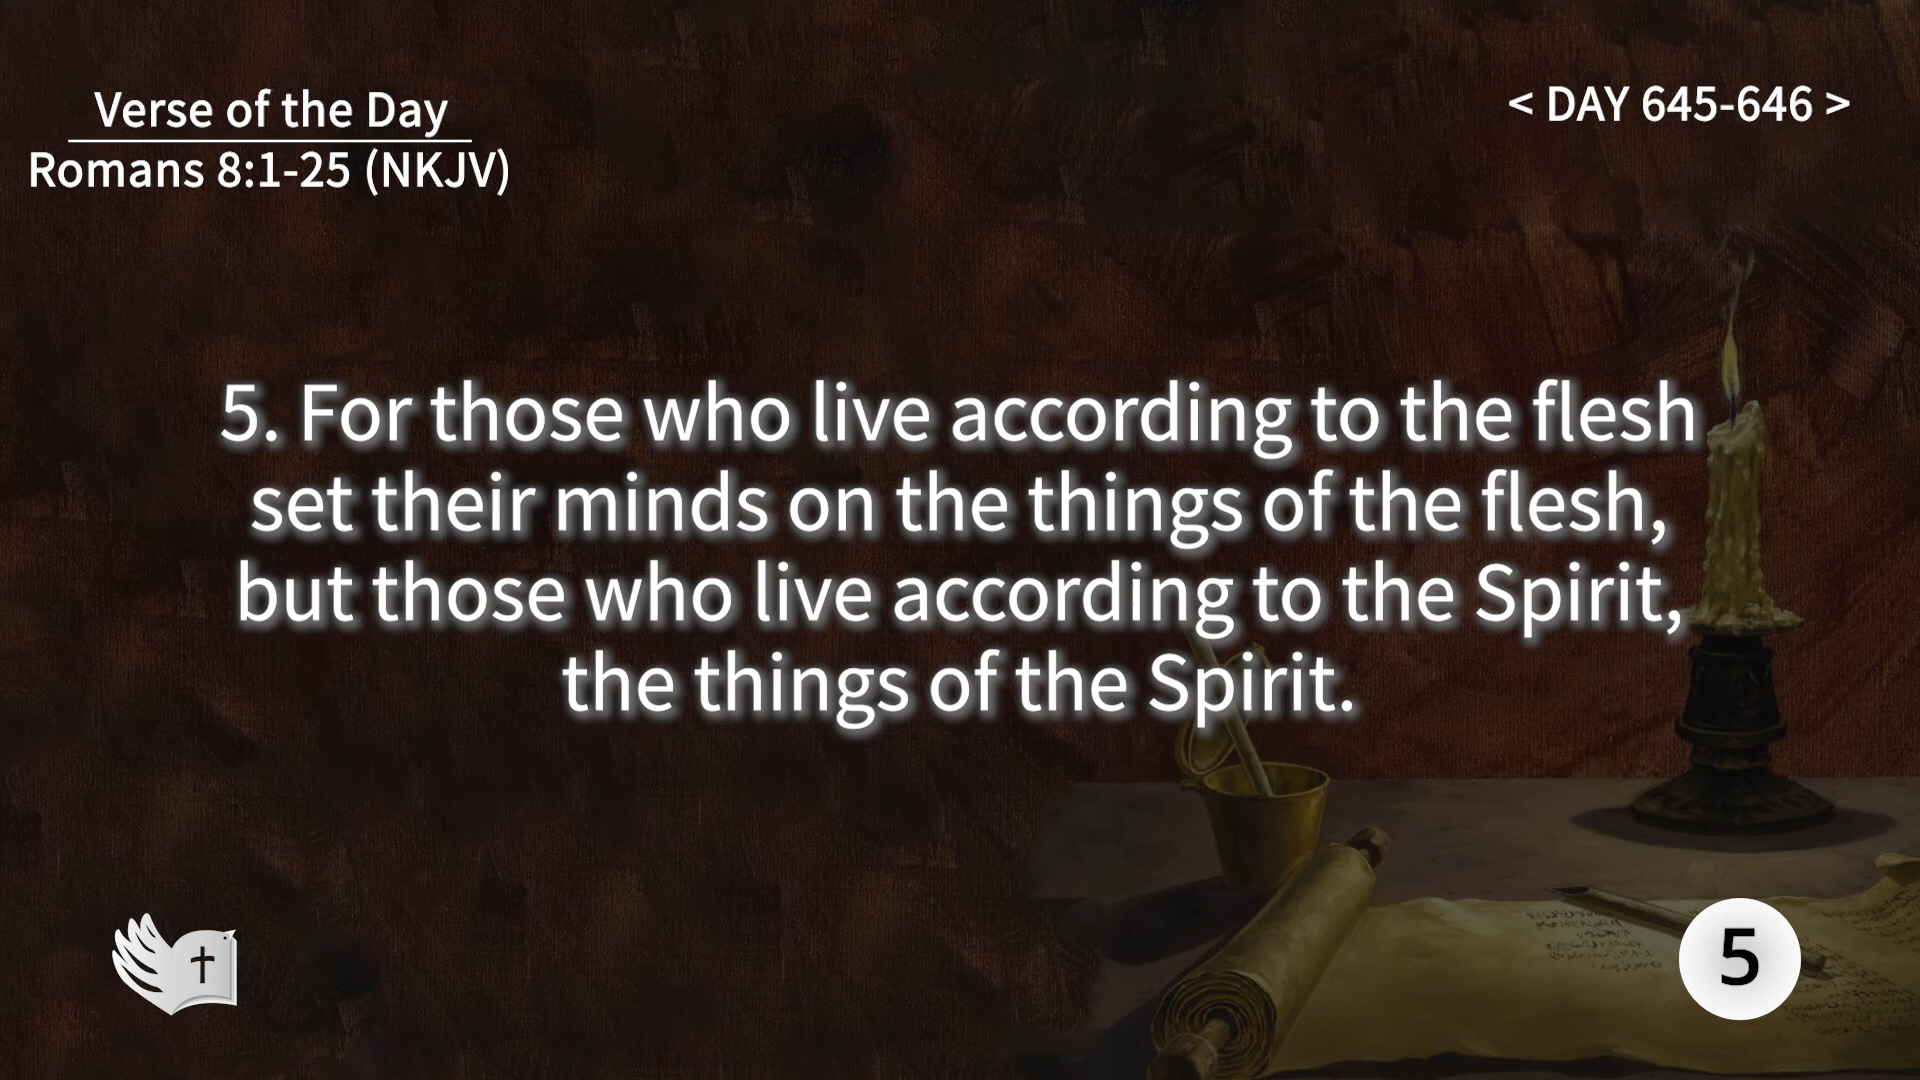 Verse of the Day
Romans 8:1-25 (NKJV)
< DAY 645-646 >
5. For those who live according to the flesh
set their minds on the things of the flesh,
but those who live according to the Spirit,
the things of the Spirit.
5